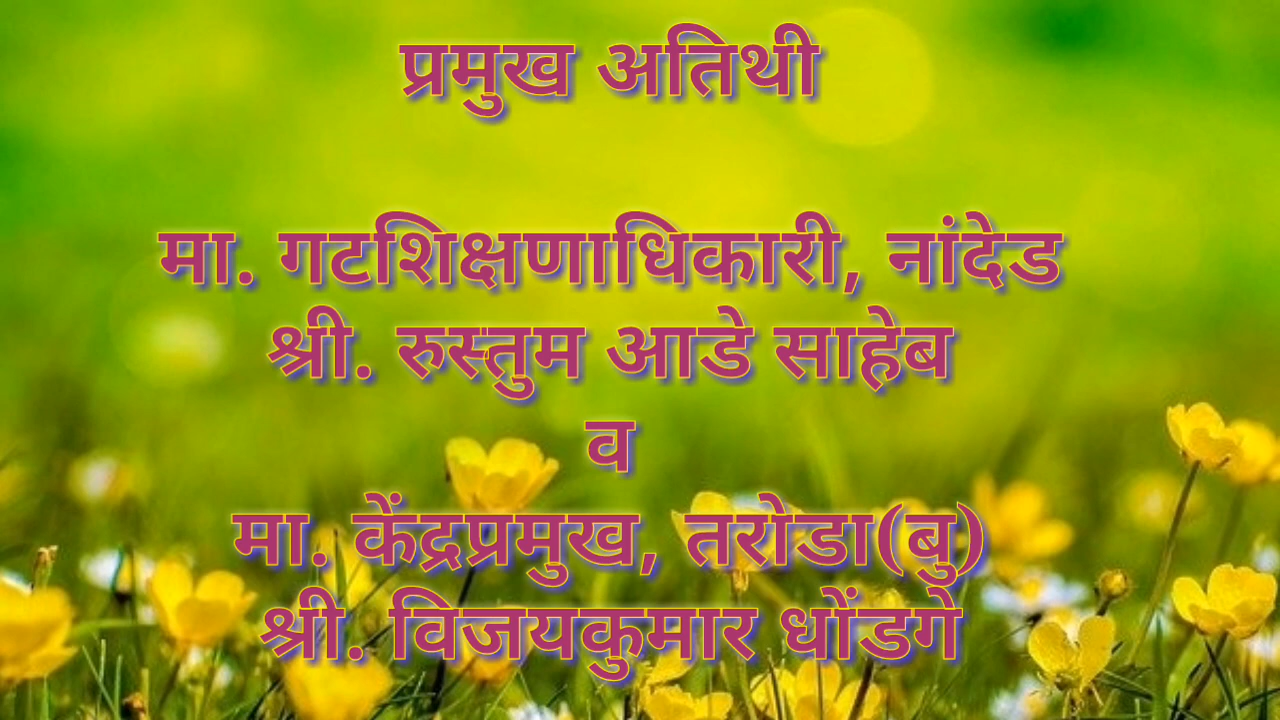 प्रमुख अतिथी
मा. गटशिक्षणाधिकारी, नांदेड
श्री. रुस्तुम आडे साहेब
व
मा. केंद्रप्रमुख, तरोडा(बु)
श्री. विजयकुमार धोंडगे